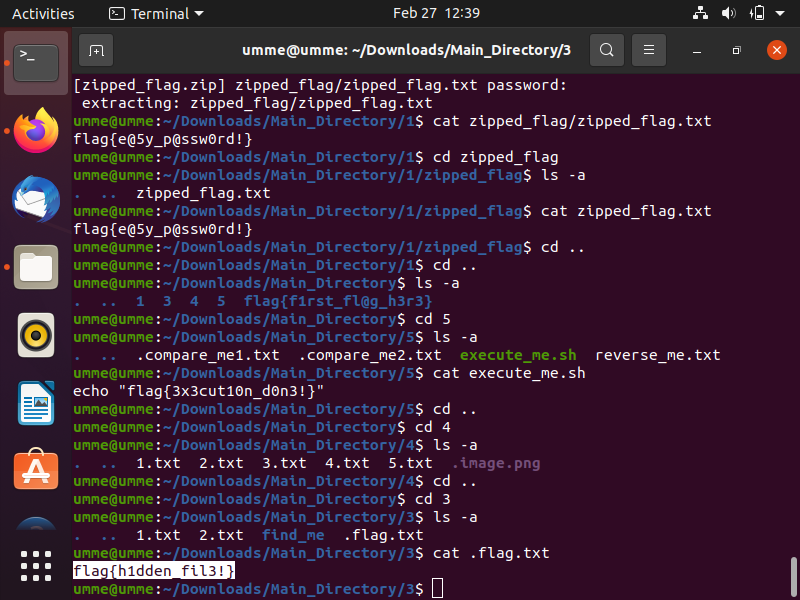 Activities Terminal Feb 27 12:39
umme@umme: ~/Downloads/Main_Directory/3
[zipped_flag.zip] zipped_flag/zipped_flag.txt password:
 extracting: zipped_flag/zipped_flag.txt
umme@umme:~/Downloads/Main_Directory/1$ cat zipped_flag/zipped_flag.txt
flag{e@5y_p@ssw0rd!}
umme@umme:~/Downloads/Main_Directory/1$ cd zipped_flag
umme@umme:~/Downloads/Main_Directory/1/zipped_flag$ ls -a
.  ..  zipped_flag.txt
umme@umme:~/Downloads/Main_Directory/1/zipped_flag$ cat zipped_flag.txt
flag{e@5y_p@ssw0rd!}
umme@umme:~/Downloads/Main_Directory/1/zipped_flag$ cd ..
umme@umme:~/Downloads/Main_Directory/1$ cd ..
umme@umme:~/Downloads/Main_Directory$ ls -a
.  ..  1  3  4  5  flag{f1rst_fl@g_h3r3}
umme@umme:~/Downloads/Main_Directory$ cd 5
umme@umme:~/Downloads/Main_Directory/5$ ls -a
.  ..  .compare_me1.txt  .compare_me2.txt  execute_me.sh  reverse_me.txt
umme@umme:~/Downloads/Main_Directory/5$ cat execute_me.sh
echo "flag{3x3cut10n_d0n3!}"
umme@umme:~/Downloads/Main_Directory/5$ cd ..
umme@umme:~/Downloads/Main_Directory$ cd 4
umme@umme:~/Downloads/Main_Directory/4$ ls -a
.  ..  1.txt  2.txt  3.txt  4.txt  5.txt  .image.png
umme@umme:~/Downloads/Main_Directory/4$ cd ..
umme@umme:~/Downloads/Main_Directory$ cd 3
umme@umme:~/Downloads/Main_Directory/3$ ls -a
.  ..  1.txt  2.txt  find_me  .flag.txt
umme@umme:~/Downloads/Main_Directory/3$ cat .flag.txt
flag{h1dden_fil3!}
umme@umme:~/Downloads/Main_Directory/3$